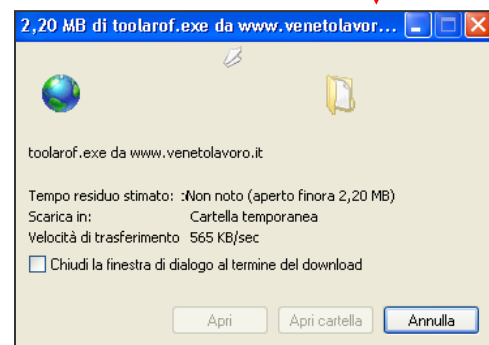 2,20 MB di toolarof.exe da www.venetolavor...
toolarof.exe da www.venetolavoro.it
Tempo residuo stimato: :Non noto (aperto finora 2,20 MB)
Scarica in: Cartella temporanea
Velocità di trasferimento 565 KB/sec
Chiudi la finestra di dialogo al termine del download
Apri Apri cartella Annulla